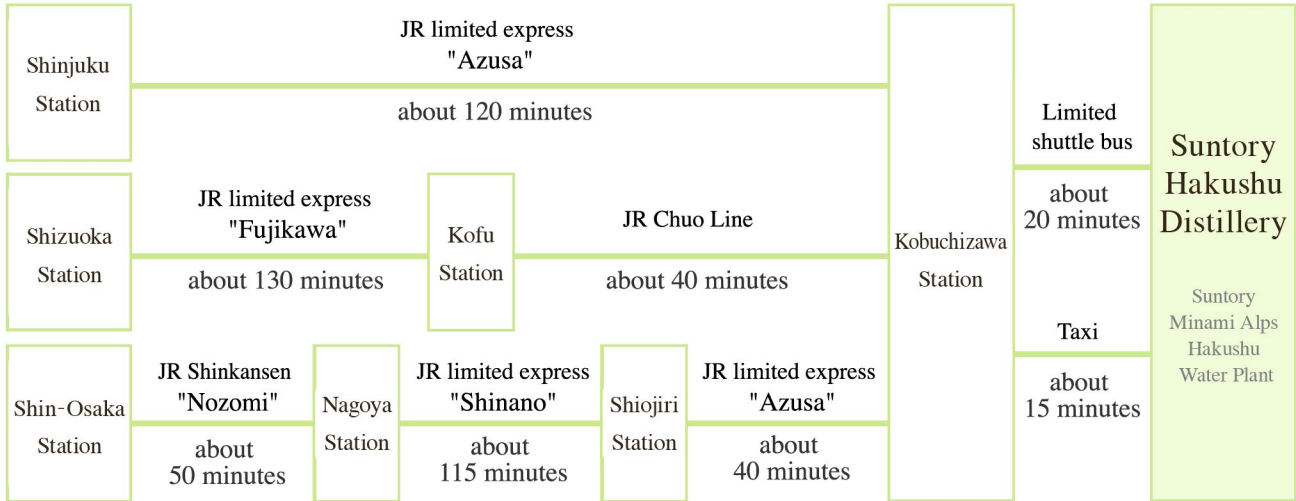 Shinjuku
Station
JR limited express
"Azusa"
about 120 minutes
Shizuoka
Station
JR limited express
"Fujikawa"
about 130 minutes
Kofu
Station
JR Chuo Line
about 40 minutes
Shin-Osaka
Station
JR Shinkansen
"Nozomi"
about
50 minutes
Nagoya
Station
JR limited express
"Shinano"
about
115 minutes
Shiojiri
Station
JR limited express
"Azusa"
about
40 minutes
Kobuchizawa
Station
Limited
shuttle bus
about
20 minutes
Taxi
about
15 minutes
Suntory
Hakushu
Distillery
Suntory
Minami Alps
Hakushu
Water Plant